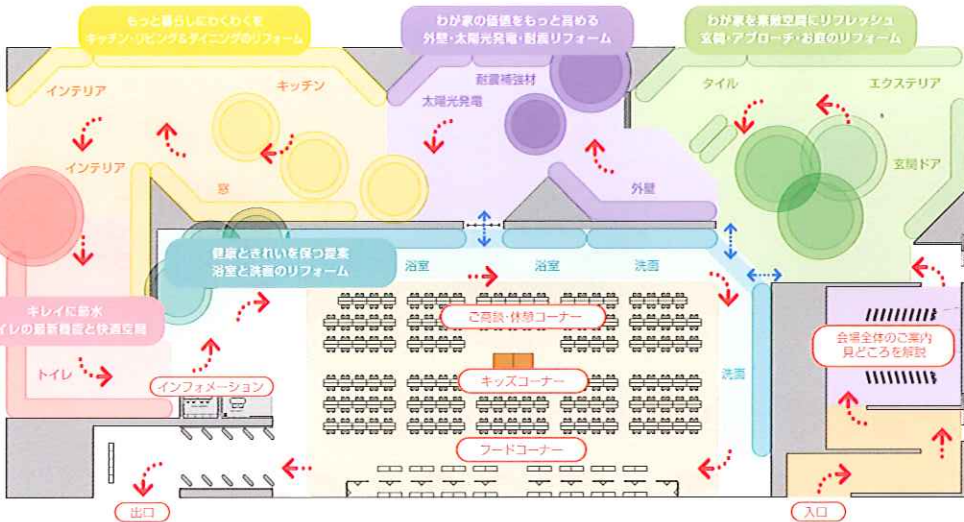 もっと暮らしにわくわくを
キッチン・リビング&ダイニングのリフォーム
わが家の価値をもっと高める
外壁・太陽光発電・耐震リフォーム
わが家を素敵空間にリフレッシュ
玄関・アプローチ・お庭のリフォーム
インテリア
キッチン
耐震補強材
太陽光発電
タイル
エクステリア
インテリア
窓
外壁
玄関ドア
健康ときれいを保つ提案
浴室と洗面のリフォーム
浴室
浴室
洗面
キレイに節水
イレの最新機能と快適空間
ご商談・休憩コーナー
会場全体のご案内
見どころを解説
トイレ
インフォメーション
キッズコーナー
洗面
フードコーナー
出口
入口